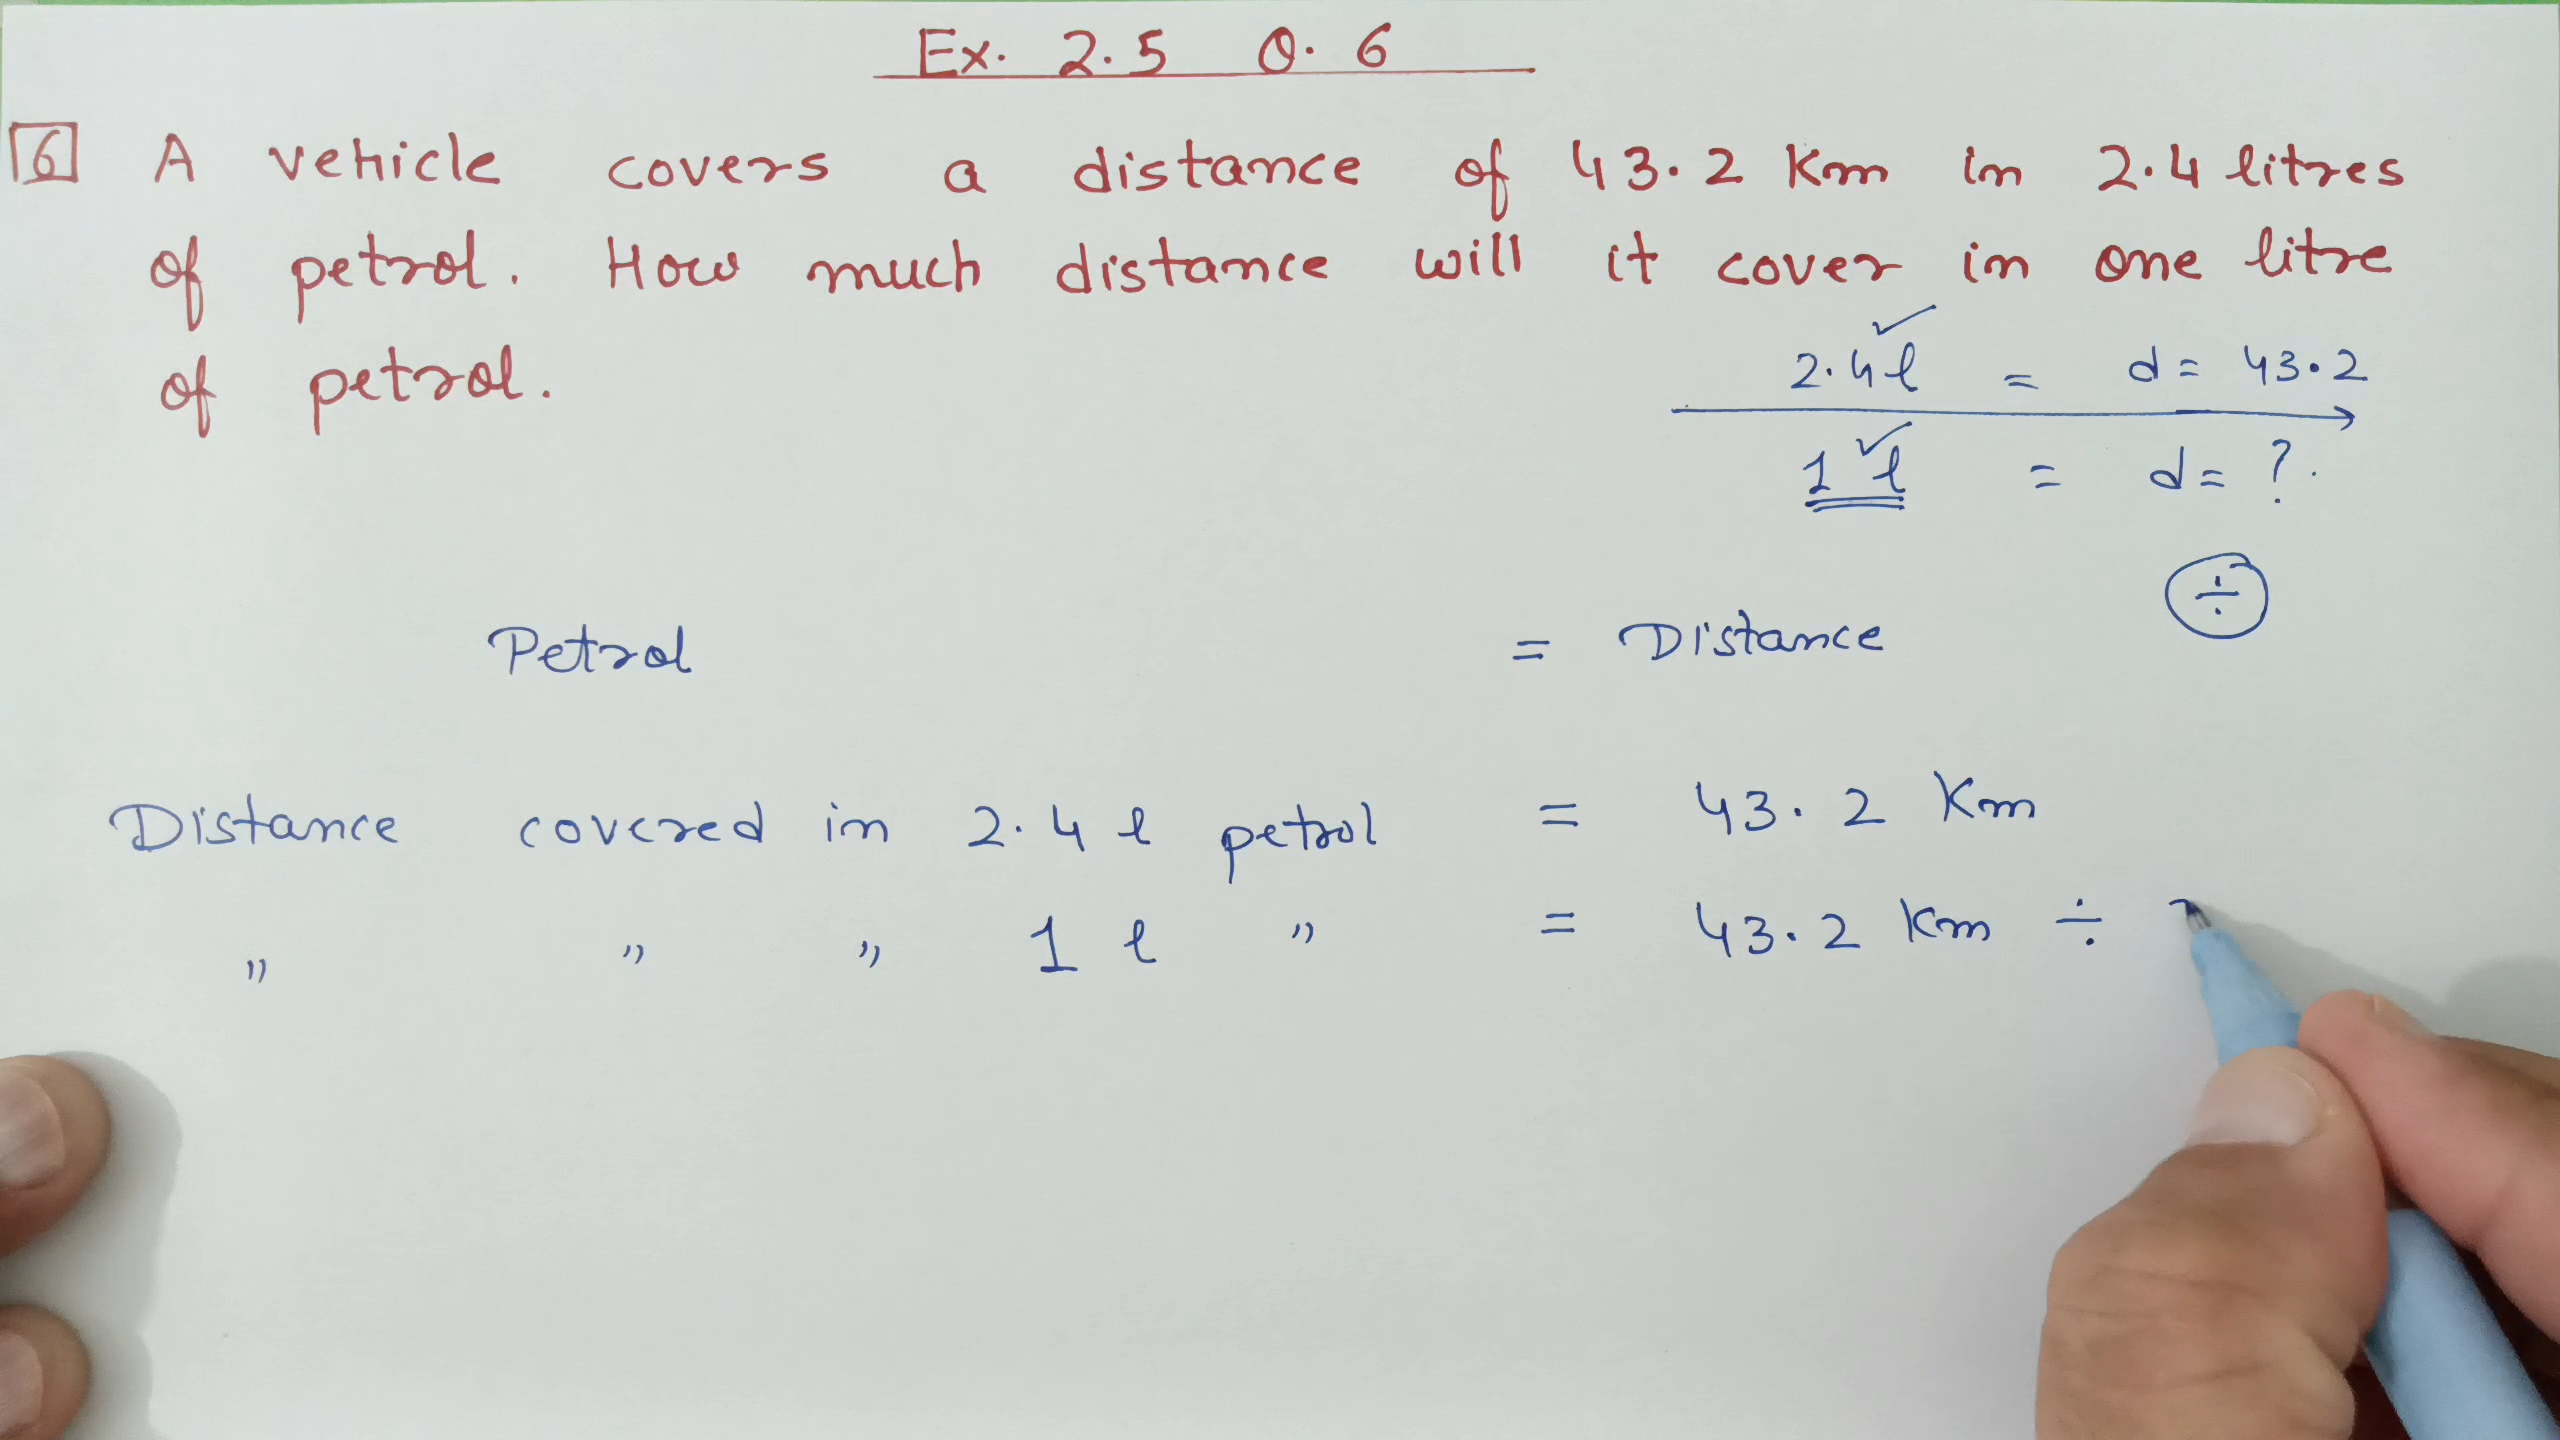 Ex. 2.5 Q. 6
6 A vehicle covers a distance of 43.2 Km in 2.4 litres
of petrol. How much distance will it cover in one litre
of petrol.
2.4 l = d = 43.2
1 l = d = ?.
÷
Petrol = Distance
Distance covered in 2.4 l petrol = 43.2 Km
" " " 1 l " = 43.2 Km ÷